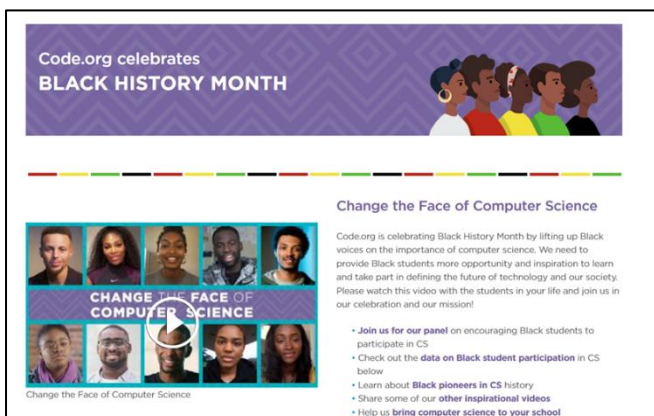 Code.org celebrates
BLACK HISTORY MONTH
Change the Face of Computer Science
Code.org is celebrating Black History Month by lifting up Black
voices on the importance of computer science. We need to
provide Black students more opportunity and inspiration to learn
and take part in defining the future of technology and our society.
Please watch this video with the students in your life and join us in
our celebration and our mission!
• Join us for our panel on encouraging Black students to
participate in CS
• Check out the data on Black student participation in CS
below
• Learn about Black pioneers in CS history
• Share some of our other inspirational videos
• Help us bring computer science to your school
CHANGE THE FACE OF
COMPUTER SCIENCE
Change the Face of Computer Science